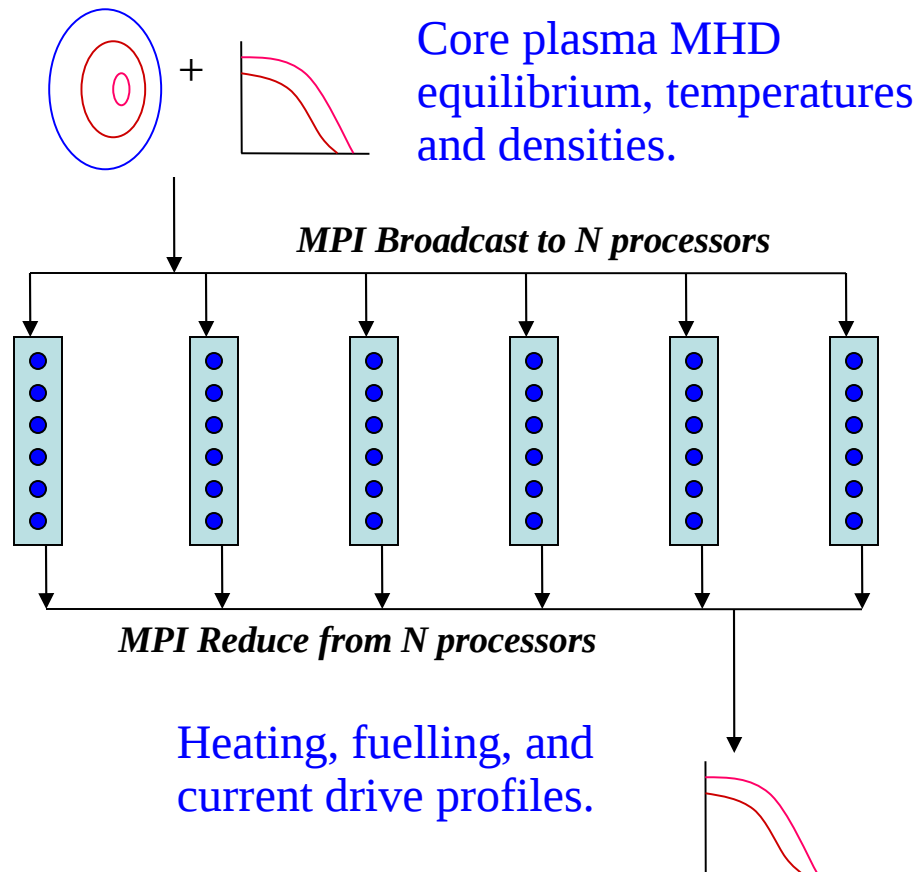 +
Core plasma MHD
equilibrium, temperatures
and densities.
MPI Broadcast to N processors
MPI Reduce from N processors
Heating, fuelling, and
current drive profiles.